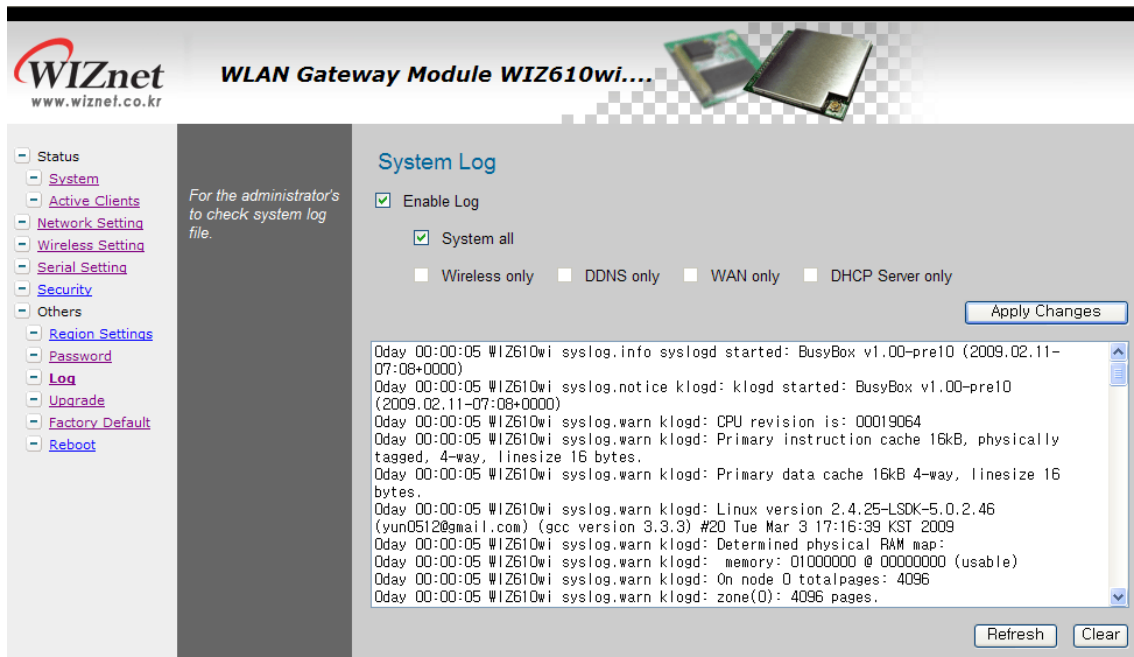 WIZnet
www.wiznet.co.kr
WLAN Gateway Module WIZ610wi....
Status
System
Active Clients
Network Setting
Wireless Setting
Serial Setting
Security
Others
Region Settings
Password
Log
Upgrade
Factory Default
Reboot
For the administrator's
to check system log
file.
System Log
Enable Log
System all
Wireless only DDNS only WAN only DHCP Server only
Apply Changes
0day 00:00:05 ₩IZ610wi syslog.info syslogd started: BusyBox v1.00-pre10 (2009.02.11-
07:08+0000)
0day 00:00:05 ₩IZ610wi syslog.notice klogd: klogd started: BusyBox v1.00-pre10
(2009.02.11-07:08+0000)
0day 00:00:05 WIZ610wi syslog.warn klogd: CPU revision is: 00019064
0day 00:00:05 WIZ610wi syslog.warn klogd: Primary instruction cache 16kB, physically
tagged, 4-way, linesize 16 bytes.
0day 00:00:05 WIZ610wi syslog.warn klogd: Primary data cache 16kB 4-way, linesize 16
bytes.
0day 00:00:05 WIZ610wi syslog.warn klogd: Linux version 2.4.25-LSDK-5.0.2.46
(yun0512@gmail.com) (gcc version 3.3.3) #20 Tue Mar 3 17:16:39 KST 2009
0day 00:00:05 WIZ610wi syslog.warn klogd: Determined physical RAM map:
0day 00:00:05 WIZ610wi syslog.warn klogd: memory: 01000000 @ 00000000 (usable)
0day 00:00:05 WIZ610wi syslog.warn klogd: On node 0 totalpages: 4096
0day 00:00:05 WIZ610wi syslog.warn klogd: zone(0): 4096 pages.
Refresh Clear